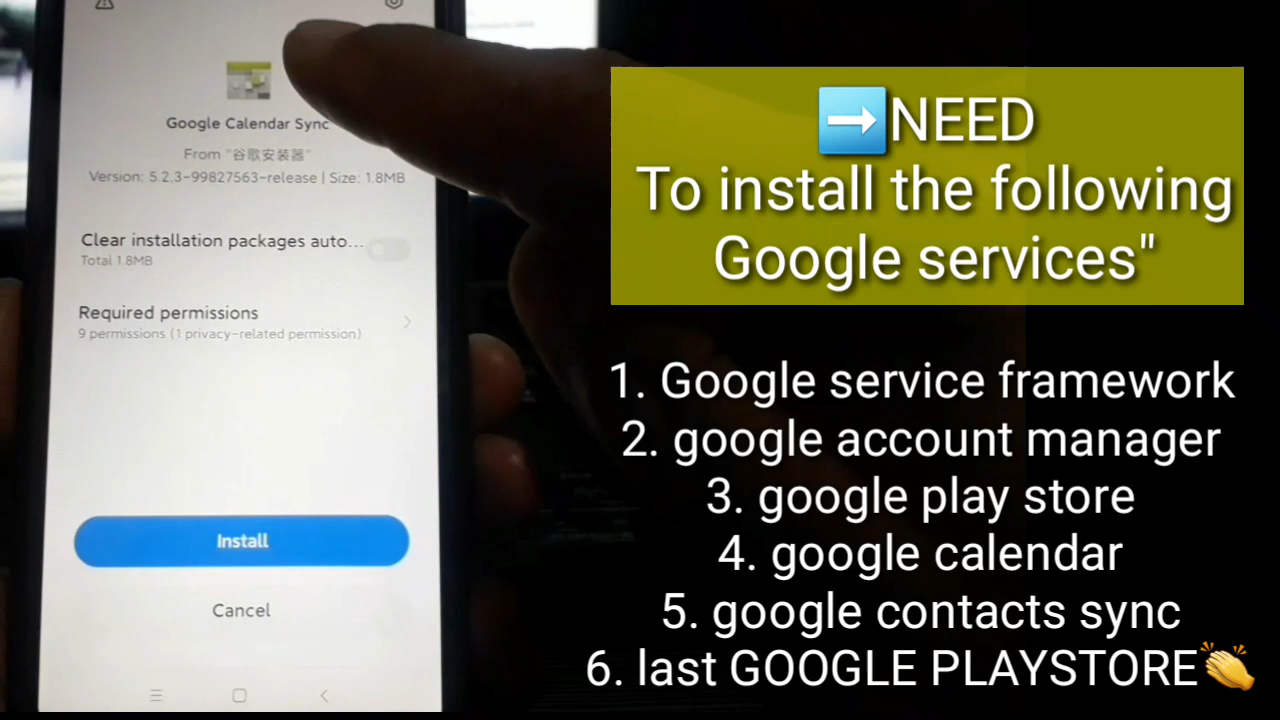 Google Calendar Sync
From "谷歌安装器"
Version: 5.2.3-99827563-release | Size: 1.8MB
Clear installation packages auto...
Total 1.8MB
Required permissions
9 permissions (1 privacy-related permission)
Install
Cancel
➡️NEED
To install the following
Google services"
1. Google service framework
2. google account manager
3. google play store
4. google calendar
5. google contacts sync
6. last GOOGLE PLAYSTORE👏